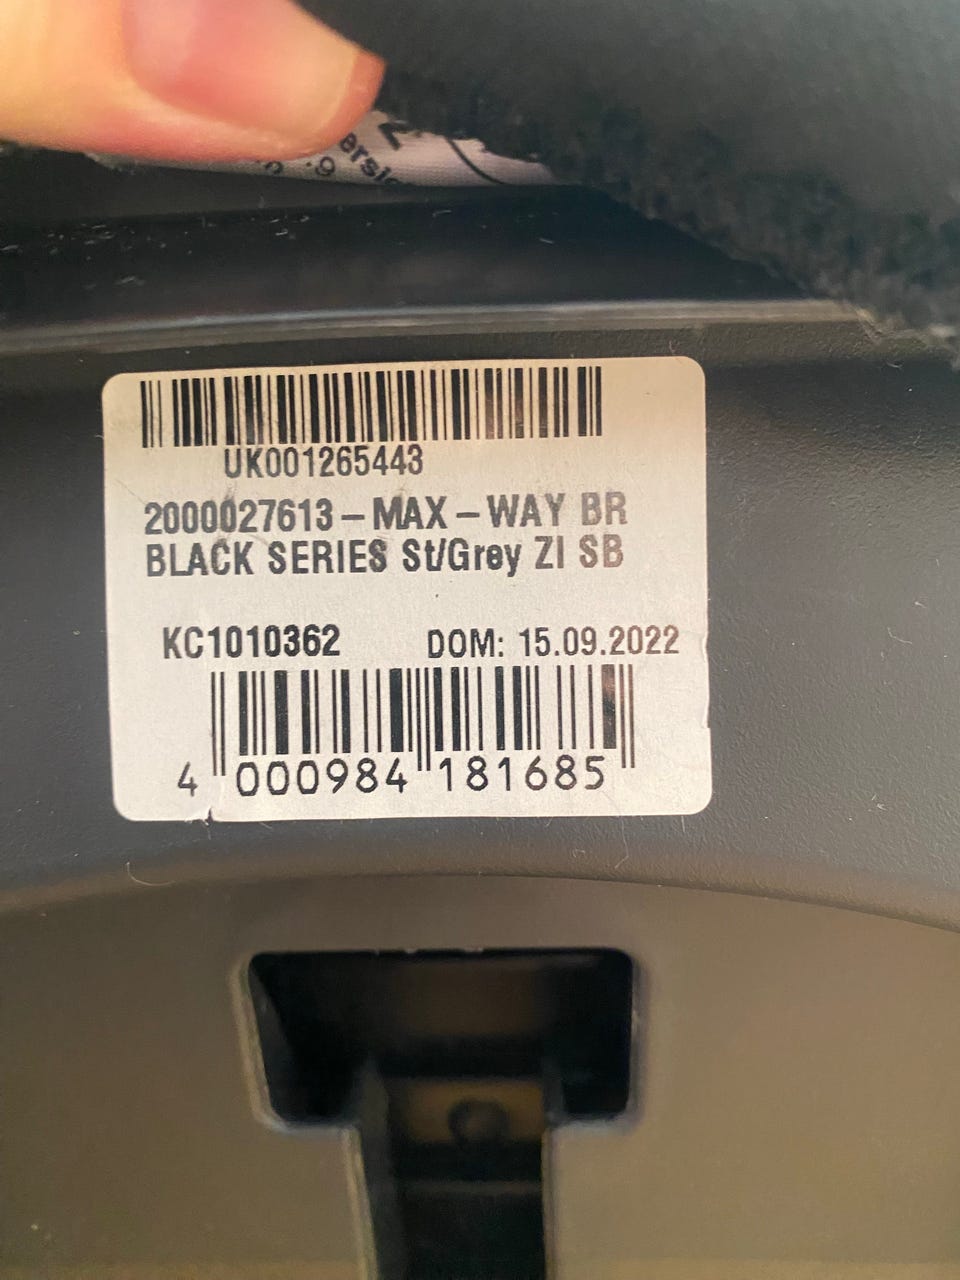 UK001265443
2000027613 – MAX – WAY BR
BLACK SERIES St/Grey ZI SB
KC1010362 DOM: 15.09.2022
4 000984 181685